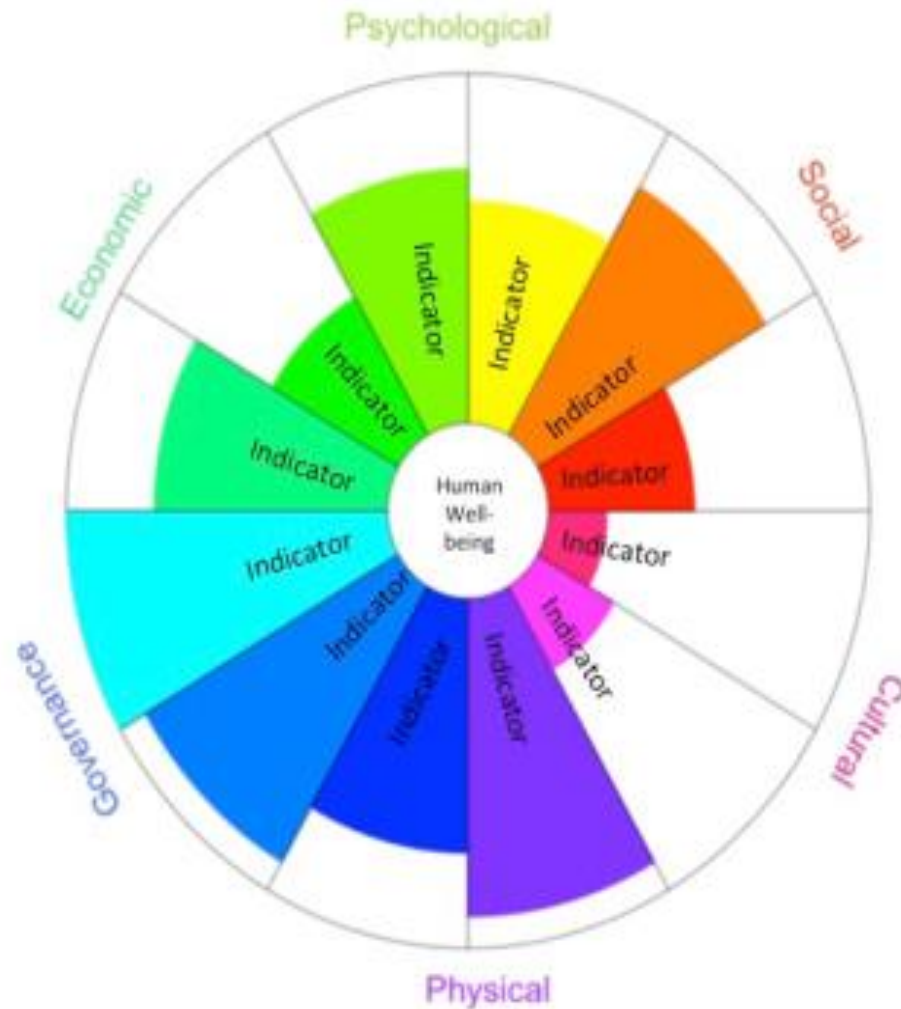 Psychological
Social
Economic
Indicator
Indicator
Indicator
Indicator
Indicator
Indicator
Human
Well-
being
Indicator
Indicator
Indicator
Indicator
Indicator
Indicator
Governance
Cultural
Physical